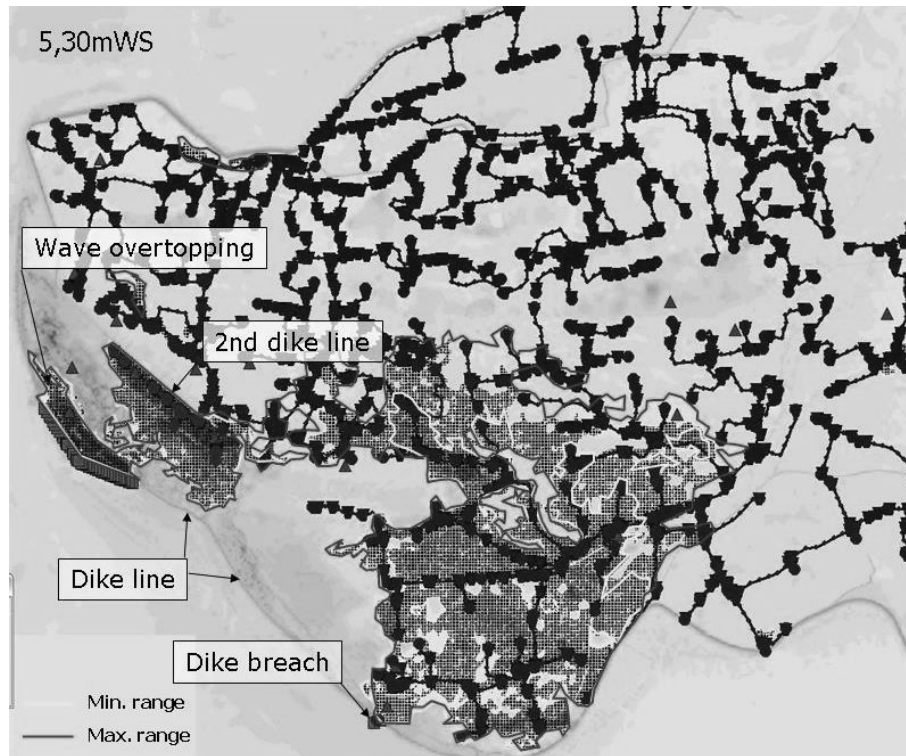 5,30mWS
Wave overtopping
2nd dike line
Dike line
Dike breach
Min. range
Max. range